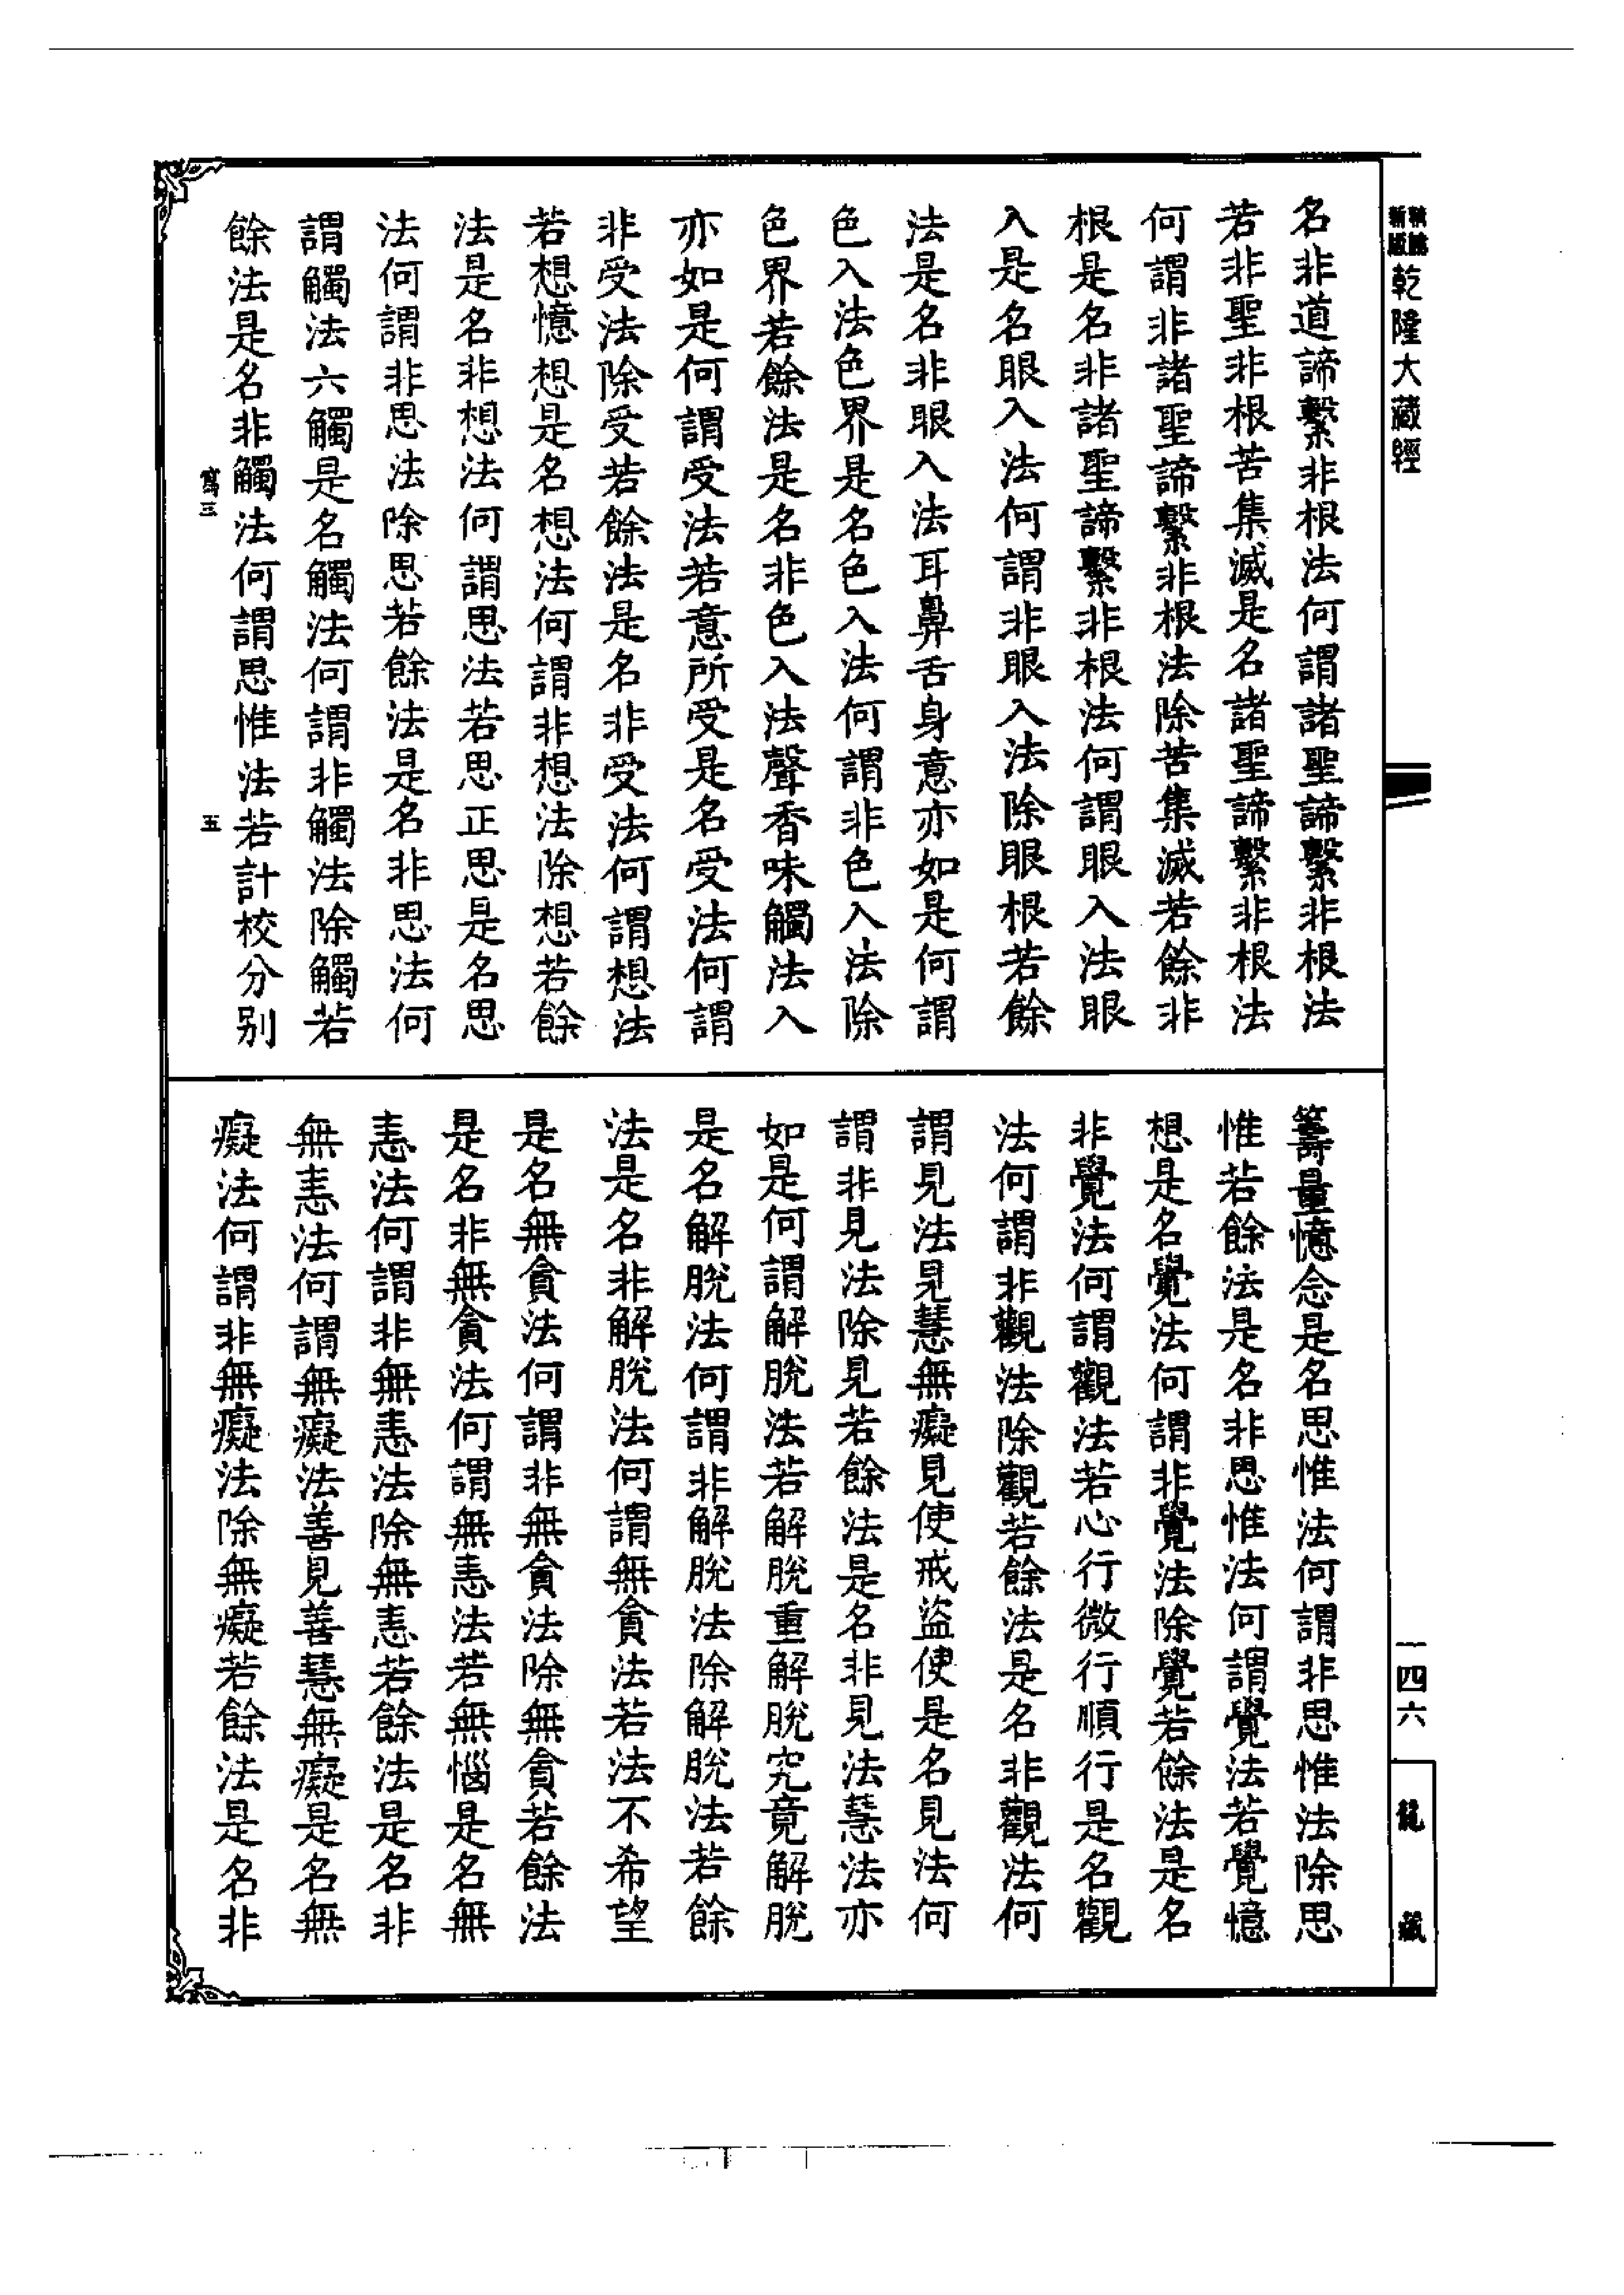 乾隆大藏經
一四六
龍藏
名非道諦繫非根法何謂諸聖諦繫非根法
若非聖非根苦集滅是名諸聖諦繫非根法
何謂非諸聖諦繫非根法除苦集滅若餘非
根是名非諸聖諦繫非根法何謂眼入法眼
入是名眼入法何謂非眼入法除眼根若餘
法是名非眼入法耳鼻舌身意亦如是何謂
色入法色界是名色入法何謂非色入法除
色界若餘法是名非色入法聲香味觸法入
亦如是何謂受法若意所受是名受法何謂
非受法除受若餘法是名非受法何謂想法
若想憶想是名想法何謂非想法除想若餘
法是名非想法何謂思法若思正思是名思
法何謂非思法除思若餘法是名非思法何
謂觸法六觸是名觸法何謂非觸法除觸若
餘法是名非觸法何謂思惟法若計校分別
三
五
籌量憶念是名思惟法何謂非思惟法除思
惟若餘法是名非思惟法何謂覺法若覺憶
想是名覺法何謂非覺法除覺若餘法是名
非覺法何謂觀法若心行微行順行是名觀
法何謂非觀法除觀若餘法是名非觀法何
謂見法見慧無癡見使戒盜使是名見法何
謂非見法除見若餘法是名非見法慧法亦
如是何謂解脫法若解脫重解脫究竟解脫
是名解脫法何謂非解脫法除解脫法若餘
法是名非解脫法何謂無貪法若法不希望
是名無貪法何謂非無貪法除無貪若餘法
是名非無貪法何謂無恚法若無惱是名無
恚法何謂非無恚法除無恚若餘法是名非
無恚法何謂無癡法善見善慧無癡是名無
癡法何謂非無癡法除無癡若餘法是名非